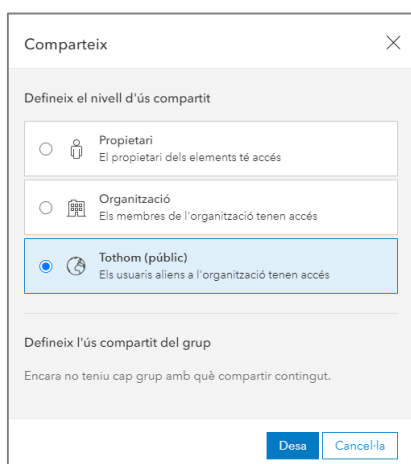 Comparteix
Defineix el nivell d'ús compartit
Propietari
El propietari dels elements té accés
Organització
Els membres de l'organització tenen accés
Tothom (públic)
Els usuaris aliens a l'organització tenen accés
Defineix l'ús compartit del grup
Encara no teniu cap grup amb què compartir contingut.
Desa
Cancel·la